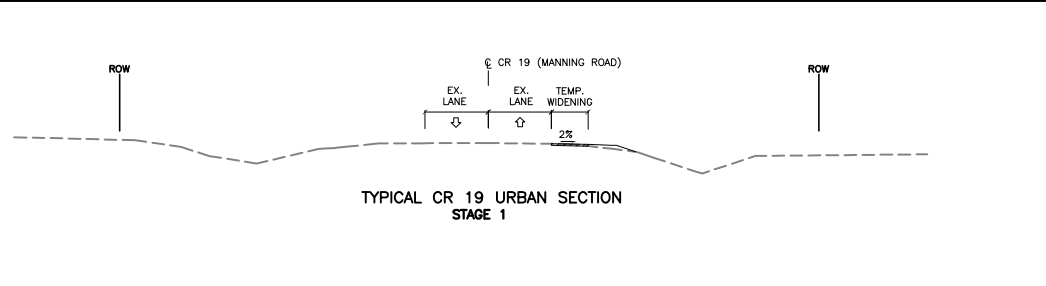 ROW
℄ CR 19 (MANNING ROAD)
ROW
EX.
LANE
EX.
LANE
TEMP.
WIDENING
2%
TYPICAL CR 19 URBAN SECTION
STAGE 1